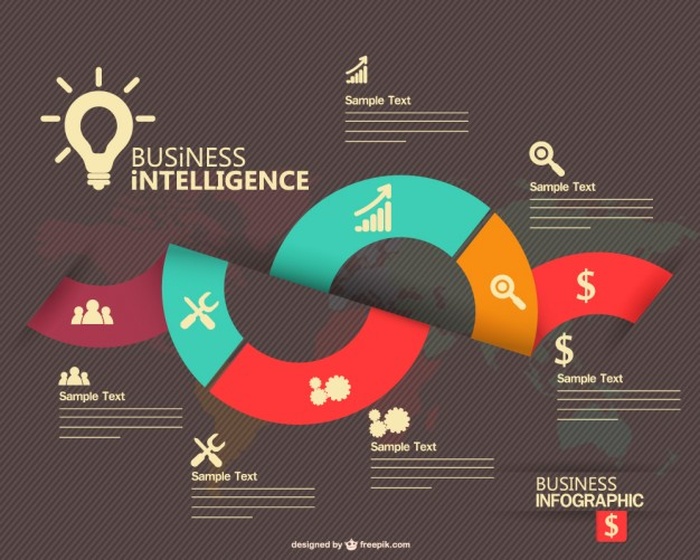 BUSiNESS
iNTELLIGENCE
Sample Text
Sample Text
$
$
Sample Text
Sample Text
Sample Text
Sample Text
BUSINESS
INFOGRAPHIC
$
designed by freepik.com